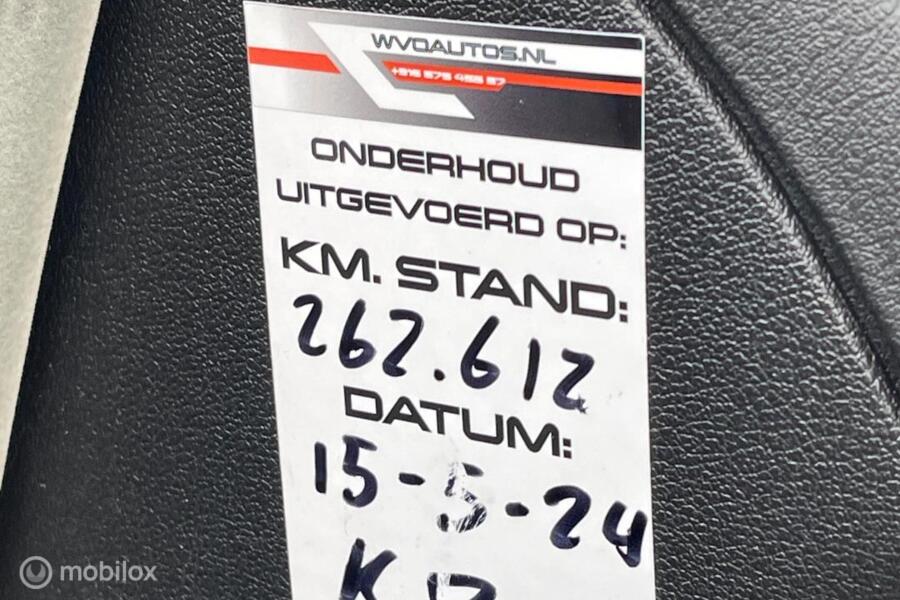 WVOAUTOS.NL
ONDERHOUD
UITGEVOERD OP:
KM. STAND:
262.612
DATUM:
15-5-24
mobilox